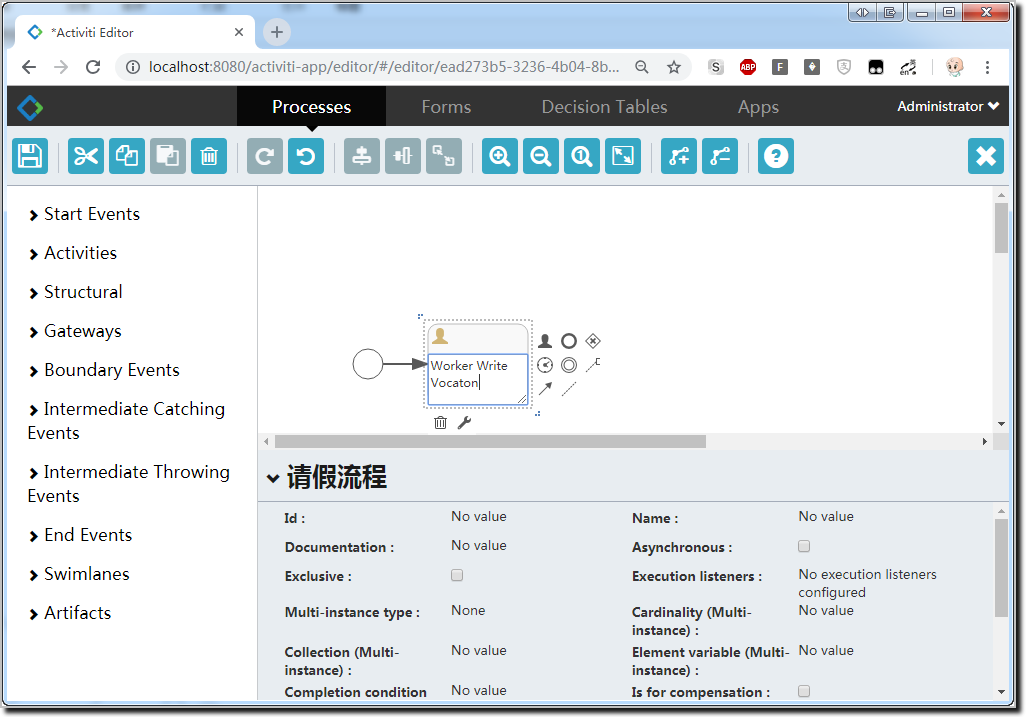 *Activiti Editor
localhost:8080/activiti-app/editor/#/editor/ead273b5-3236-4b04-8b...
S
ABP
F
en
Processes
Forms
Decision Tables
Apps
Administrator
1
?
Start Events
Activities
Structural
Gateways
Boundary Events
Intermediate Catching
Events
Intermediate Throwing
Events
End Events
Swimlanes
Artifacts
Worker Write
Vocaton
请假流程
Id : No value Name : No value
Documentation : No value Asynchronous :
Exclusive : Execution listeners : No execution listeners
configured
Multi-instance type : None Cardinality (Multi- No value
instance) :
Collection (Multi- No value Element variable (Multi- No value
instance) : instance) :
Completion condition No value Is for compensation :